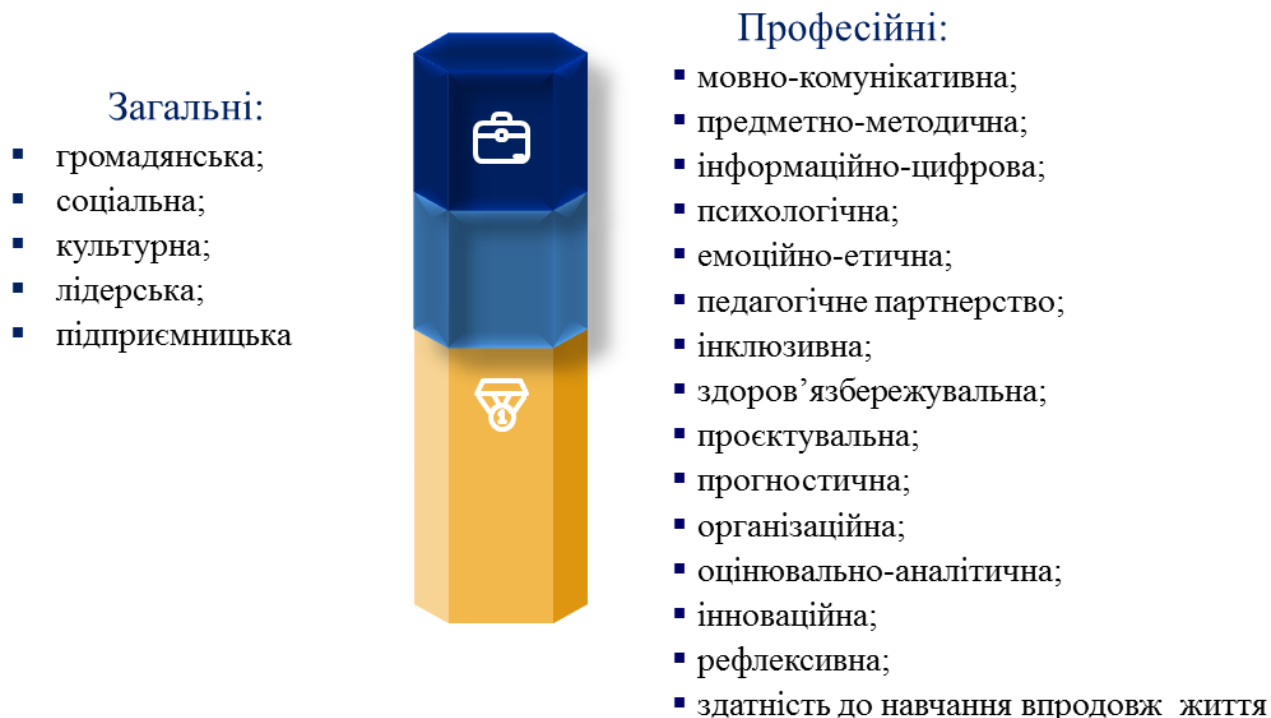 Загальні:
громадянська;
соціальна;
культурна;
лідерська;
підприємницька
1
Професійні:
мовно-комунікативна;
предметно-методична;
інформаційно-цифрова;
психологічна;
емоційно-етична;
педагогічне партнерство;
інклюзивна;
здоров’язбережувальна;
проєктувальна;
прогностична;
організаційна;
оцінювально-аналітична;
інноваційна;
рефлексивна;
здатність до навчання впродовж життя